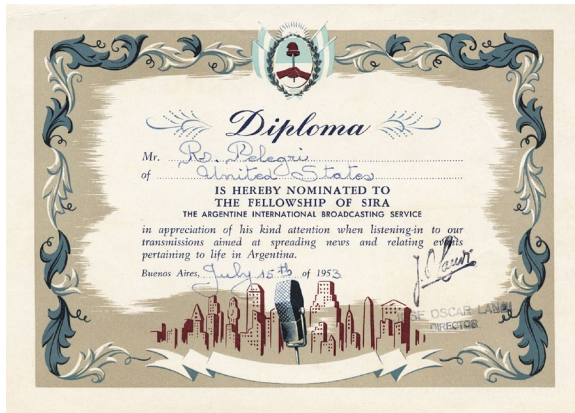 Diploma
Mr. Rs. Pelegri
of United States
IS HEREBY NOMINATED TO
THE FELLOWSHIP OF SIRA
THE ARGENTINE INTERNATIONAL BROADCASTING SERVICE
in appreciation of his kind attention when listening-in to our
transmissions aimed at spreading news and relating events
pertaining to life in Argentina.
Buenos Aires, July 15th of 1953
OSCAR
DIRECTOR